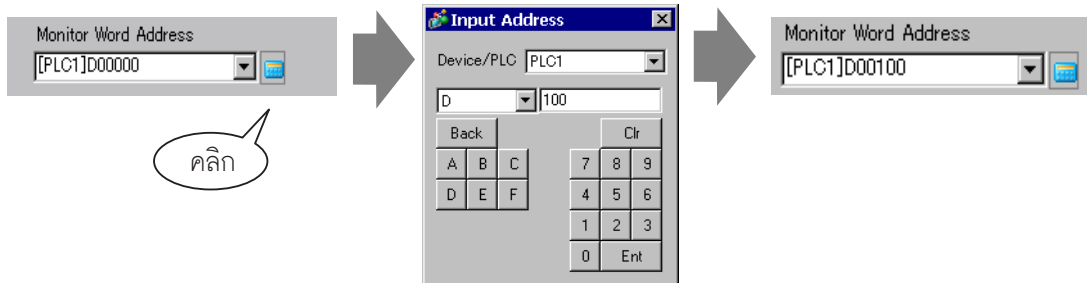 Monitor Word Address
[PLC1]D00000
คลิก
Input Address
Device/PLC PLC1
D 100
Back Clr
A B C 7 8 9
D E F 4 5 6
1 2 3
0 Ent
Monitor Word Address
[PLC1]D00100